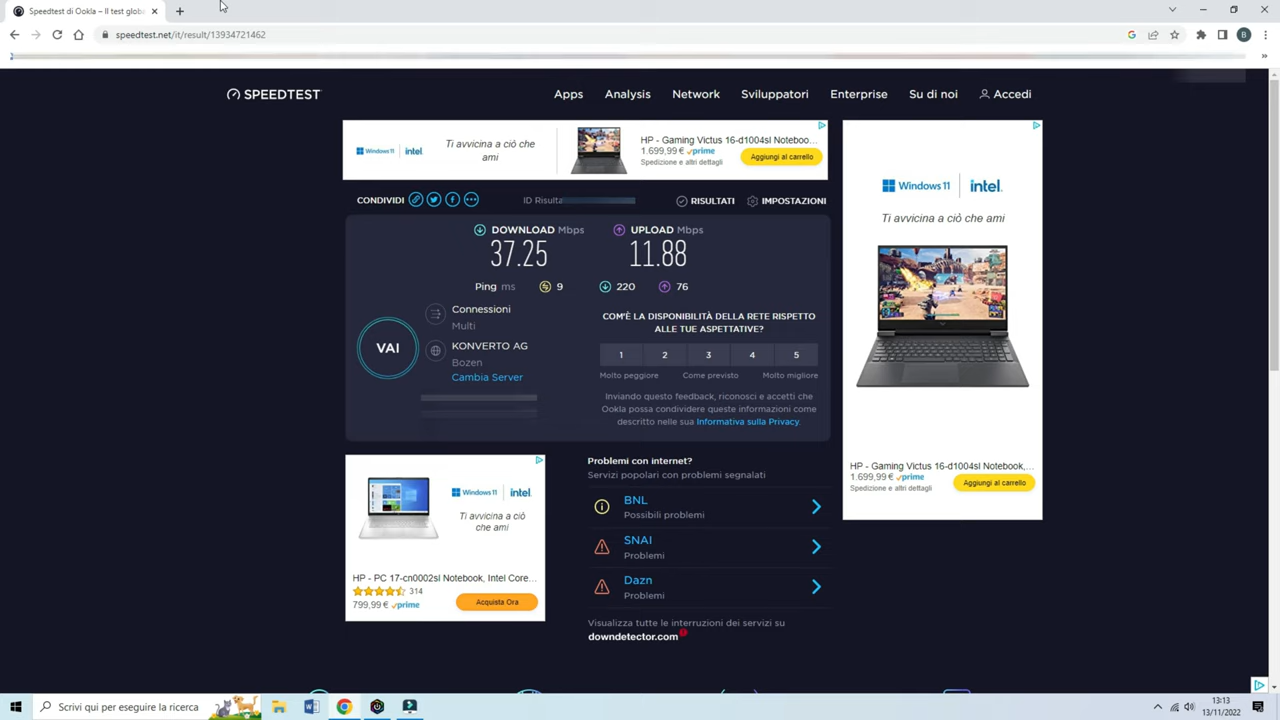 Speedtest di Ookla – Il test globa
speedtest.net/it/result/13934721462
SPEEDTEST
Apps
Analysis
Network
Sviluppatori
Enterprise
Su di noi
Accedi
Windows 11
intel
Ti avvicina a ciò che
ami
HP - Gaming Victus 16-d1004sl Noteboo...
1.699,99 € prime
Spedizione e altri dettagli
Aggiungi al carrello
CONDIVIDI
ID Risulta
RISULTATI
IMPOSTAZIONI
DOWNLOAD Mbps
37.25
UPLOAD Mbps
11.88
Ping ms
9
220
76
VAI
Connessioni
Multi
KONVERTO AG
Bozen
Cambia Server
COM'È LA DISPONIBILITÀ DELLA RETE RISPETTO
ALLE TUE ASPETTATIVE?
1 2 3 4 5
Molto peggiore
Come previsto
Molto migliore
Inviando questo feedback, riconosci e accetti che
Ookla possa condividere queste informazioni come
descritto nelle sua Informativa sulla Privacy.
Windows 11
intel.
Ti avvicina a ciò che ami
HP - Gaming Victus 16-d1004sl Notebook,...
1.699,99 € prime
Spedizione e altri dettagli
Aggiungi al carrello
Windows 11
intel
Ti avvicina a ciò
che ami
HP - PC 17-cn0002sl Notebook, Intel Core...
314
799,99 € prime
Acquista Ora
Problemi con internet?
Servizi popolari con problemi segnalati
BNL
Possibili problemi
SNAI
Problemi
Dazn
Problemi
Visualizza tutte le interruzioni dei servizi su
downdetector.com
Scrivi qui per eseguire la ricerca
13:13
13/11/2022